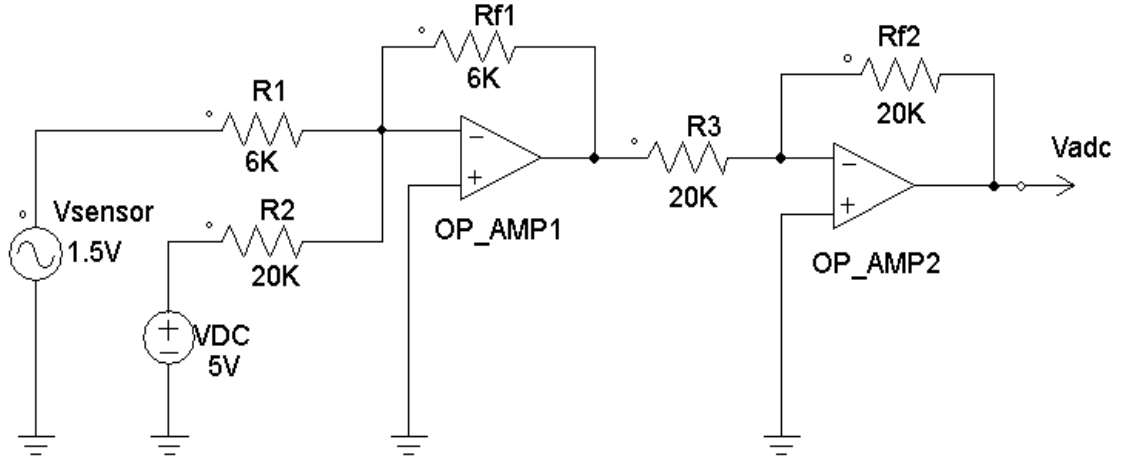 Rf1
6K
R1
6K
Rf2
20K
R3
20K
Vadc
Vsensor
1.5V
R2
20K
OP_AMP1
OP_AMP2
VDC
5V